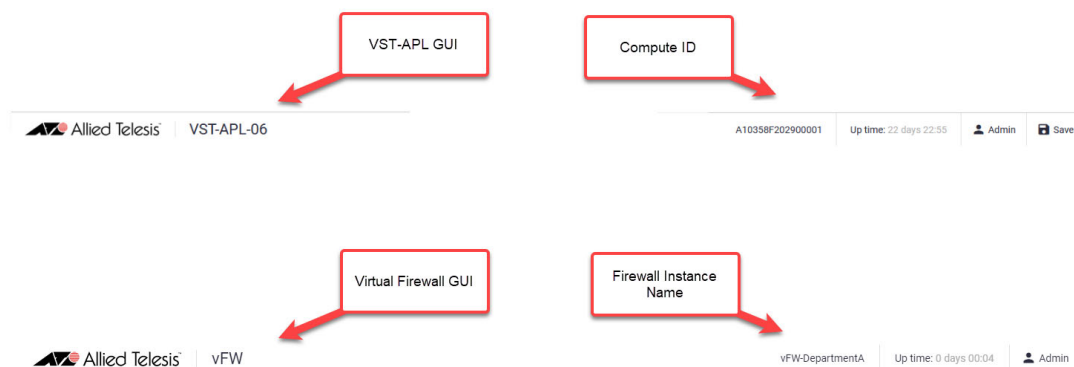 VST-APL GUI
Compute ID
Allied Telesis VST-APL-06
A10358F202900001 Up time: 22 days 22:55 Admin Save
Virtual Firewall GUI
Firewall Instance
Name
Allied Telesis vFW
vFW-DepartmentA Up time: 0 days 00:04 Admin